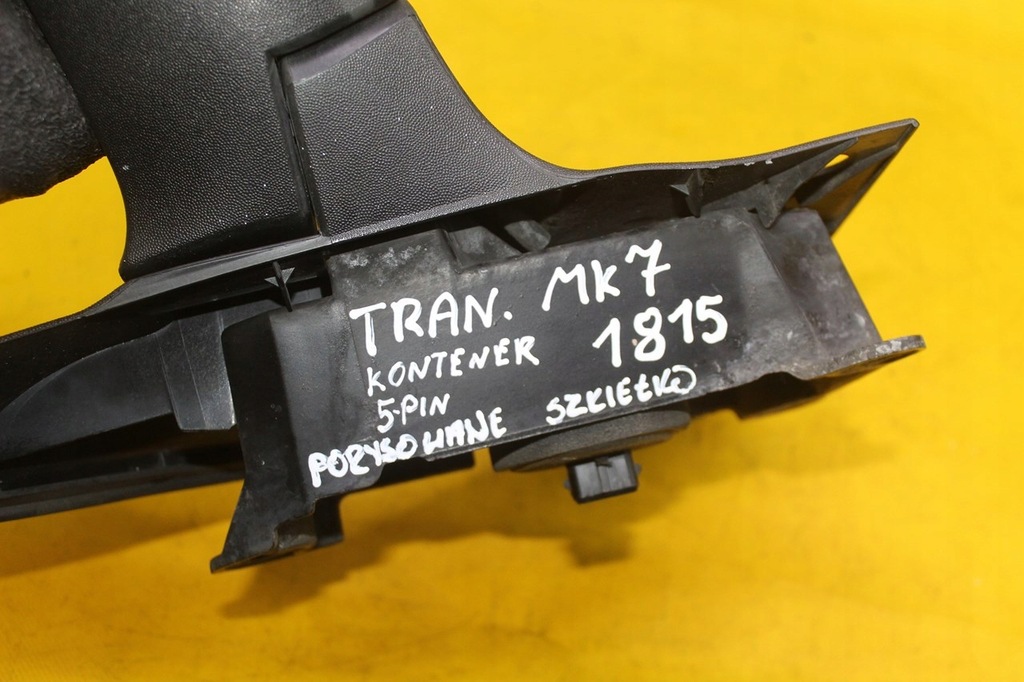 TRAN. MK7
KONTENER 1815
5-PIN
PORYSOWANE SZKIEŁKO